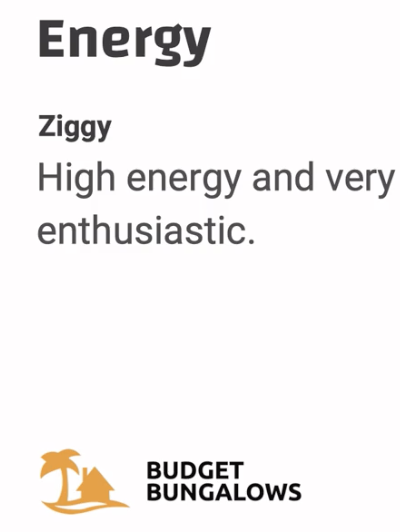 Energy
Ziggy
High energy and very
enthusiastic.
BUDGET
BUNGALOWS